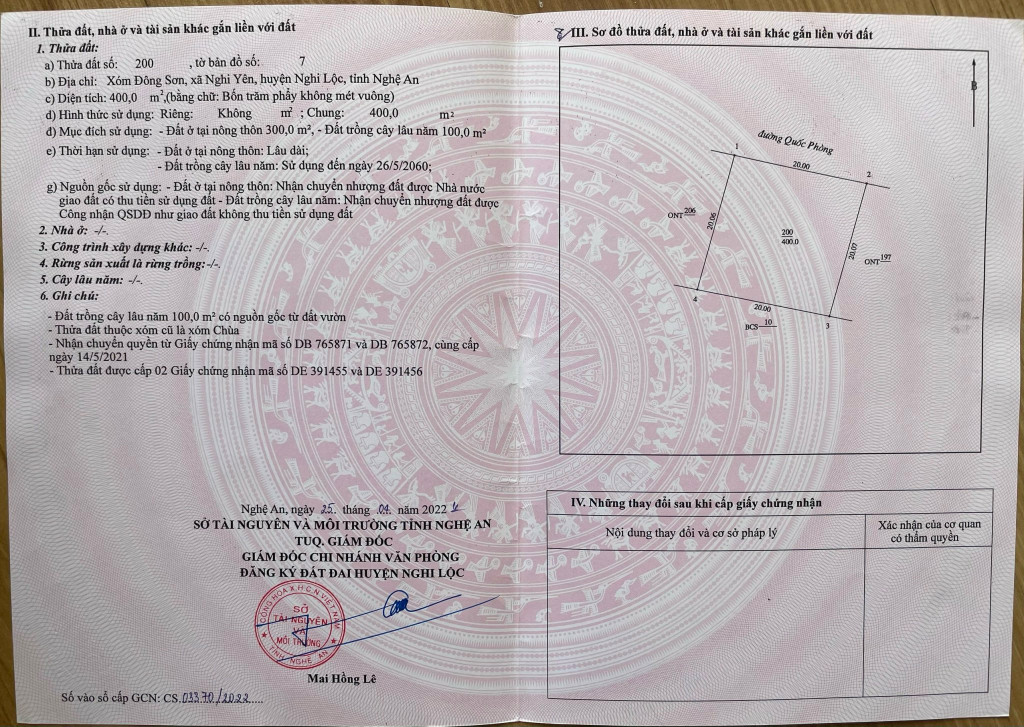 II. Thửa đất, nhà ở và tài sản khác gắn liền với đất
1. Thửa đất:
a) Thửa đất số: 200 , tờ bản đồ số: 7
b) Địa chỉ: Xóm Đông Sơn, xã Nghi Yên, huyện Nghi Lộc, tỉnh Nghệ An
c) Diện tích: 400,0 m²,(bằng chữ: Bốn trăm phẩy không mét vuông)
d) Hình thức sử dụng: Riêng: Không m² ; Chung: 400,0 m²
đ) Mục đích sử dụng: - Đất ở tại nông thôn 300,0 m², - Đất trồng cây lâu năm 100,0 m²
e) Thời hạn sử dụng: - Đất ở tại nông thôn: Lâu dài;
- Đất trồng cây lâu năm: Sử dụng đến ngày 26/5/2060;
g) Nguồn gốc sử dụng: - Đất ở tại nông thôn: Nhận chuyển nhượng đất được Nhà nước
giao đất có thu tiền sử dụng đất - Đất trồng cây lâu năm: Nhận chuyển nhượng đất được
Công nhận QSDĐ như giao đất không thu tiền sử dụng đất
2. Nhà ở: -/-.
3. Công trình xây dựng khác: -/-.
4. Rừng sản xuất là rừng trồng: -/-.
5. Cây lâu năm: -/-.
6. Ghi chú:
- Đất trồng cây lâu năm 100,0 m² có nguồn gốc từ đất vườn
- Thửa đất thuộc xóm cũ là xóm Chùa
- Nhận chuyển quyền từ Giấy chứng nhận mã số DB 765871 và DB 765872, cùng cấp
ngày 14/5/2021
- Thửa đất được cấp 02 Giấy chứng nhận mã số DE 391455 và DE 391456
Nghệ An, ngày 25. tháng 04. năm 2022
SỞ TÀI NGUYÊN VÀ MÔI TRƯỜNG TỈNH NGHỆ AN
TUQ. GIÁM ĐỐC
GIÁM ĐỐC CHI NHÁNH VĂN PHÒNG
ĐĂNG KÝ ĐẤT ĐAI HUYỆN NGHI LỘC
CỘNG HOÀ X.H.C.N VIỆT NAM
SỞ
TÀI NGUYÊN
VÀ
MÔI TRƯỜNG
TỈNH NGHỆ AN
Mai Hồng Lê
Số vào sổ cấp GCN: CS.03370/2022.....
III. Sơ đồ thửa đất, nhà ở và tài sản khác gắn liền với đất
B
đường Quốc Phòng
1
20.00
2
ONT 206
20.06
200
400,0
20.07
ONT 197
4
20.00
BCS 10
3
IV. Những thay đổi sau khi cấp giấy chứng nhận
Nội dung thay đổi và cơ sở pháp lý
Xác nhận của cơ quan
có thẩm quyền